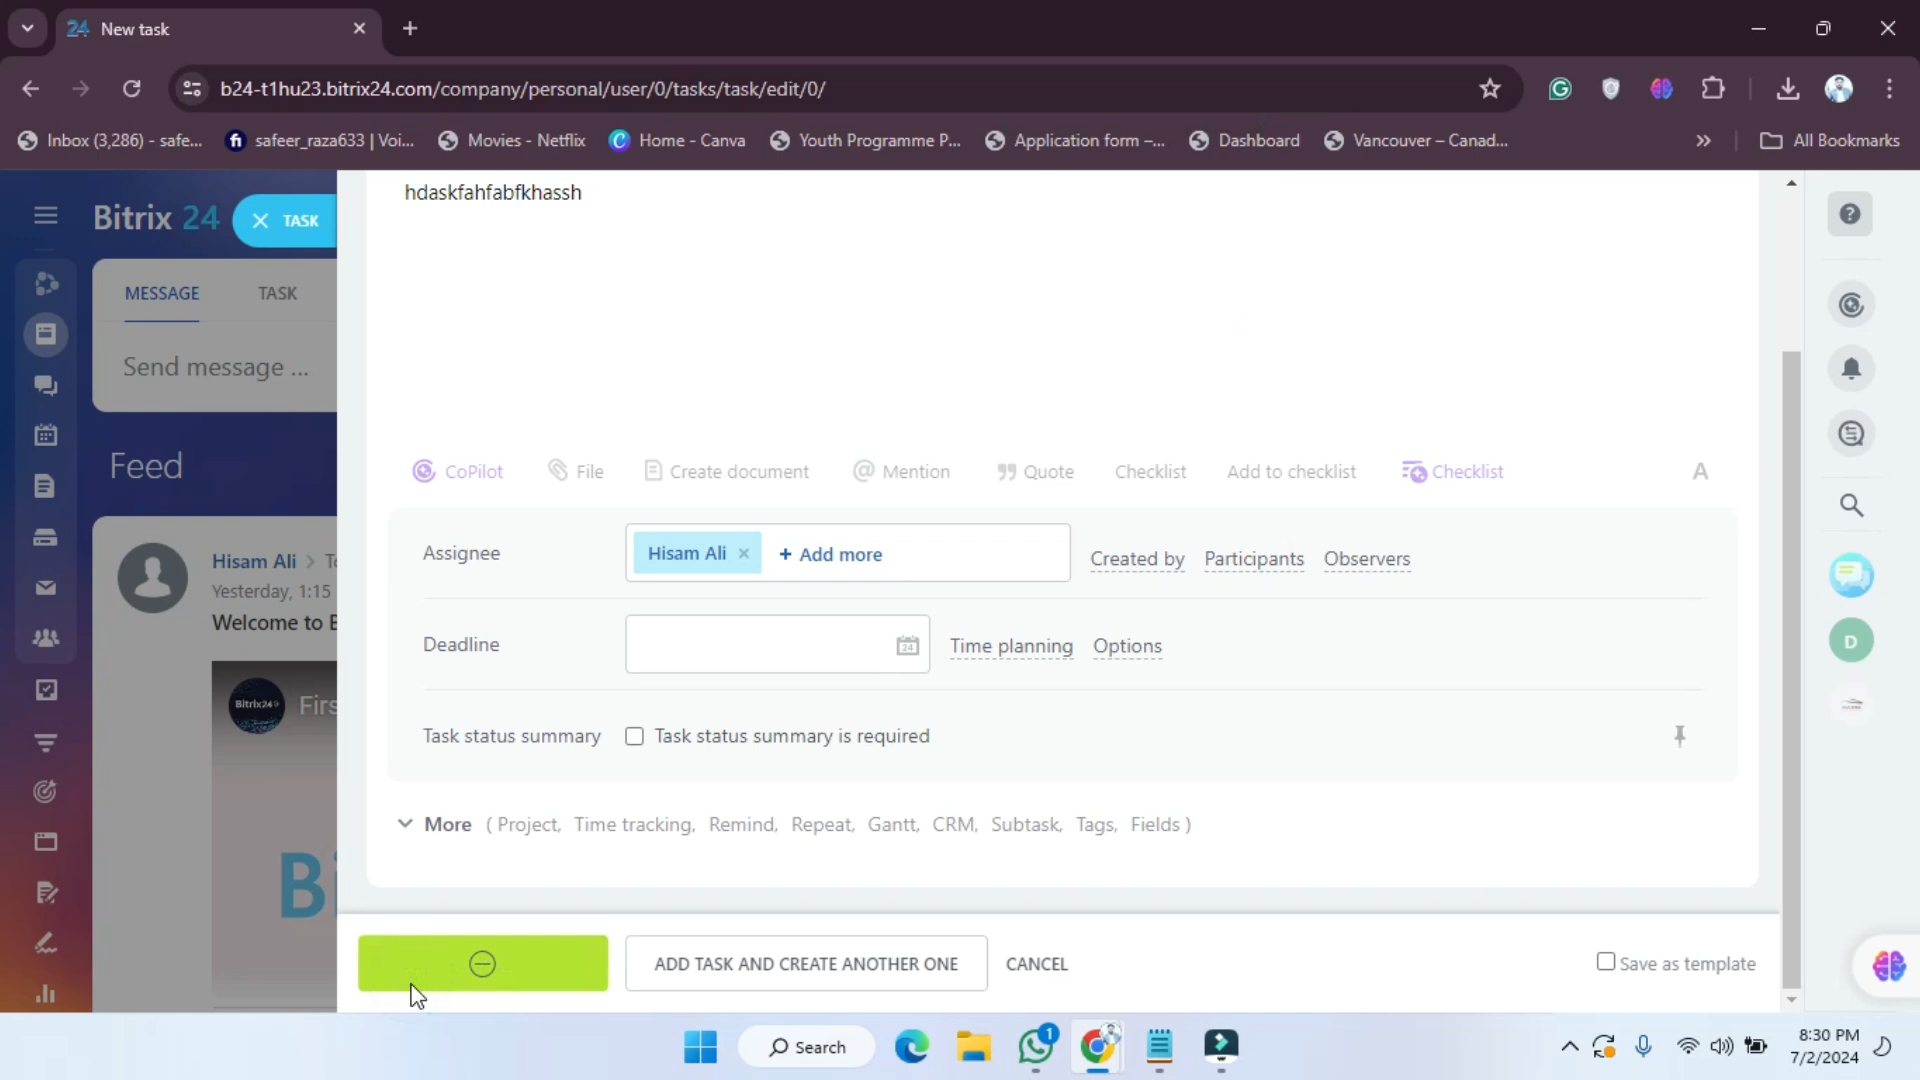 New task
b24-t1hu23.bitrix24.com/company/personal/user/0/tasks/task/edit/0/
Inbox (3,286) - safe... safeer_raza633 | Voi... Movies - Netflix Home - Canva Youth Programme P... Application form –... Dashboard Vancouver – Canad... » All Bookmarks
Bitrix 24
TASK
MESSAGE TASK
Send message ...
Feed
Hisam Ali
Yesterday, 1:15
Welcome to
Bitrix24
hdaskfahfabfkhassh
CoPilot File Create document Mention Quote Checklist Add to checklist Checklist A
Assignee Hisam Ali × + Add more Created by Participants Observers
Deadline 24 Time planning Options
Task status summary Task status summary is required
More ( Project, Time tracking, Remind, Repeat, Gantt, CRM, Subtask, Tags, Fields )
ADD TASK AND CREATE ANOTHER ONE CANCEL Save as template
D
Search
1
8:30 PM
7/2/2024